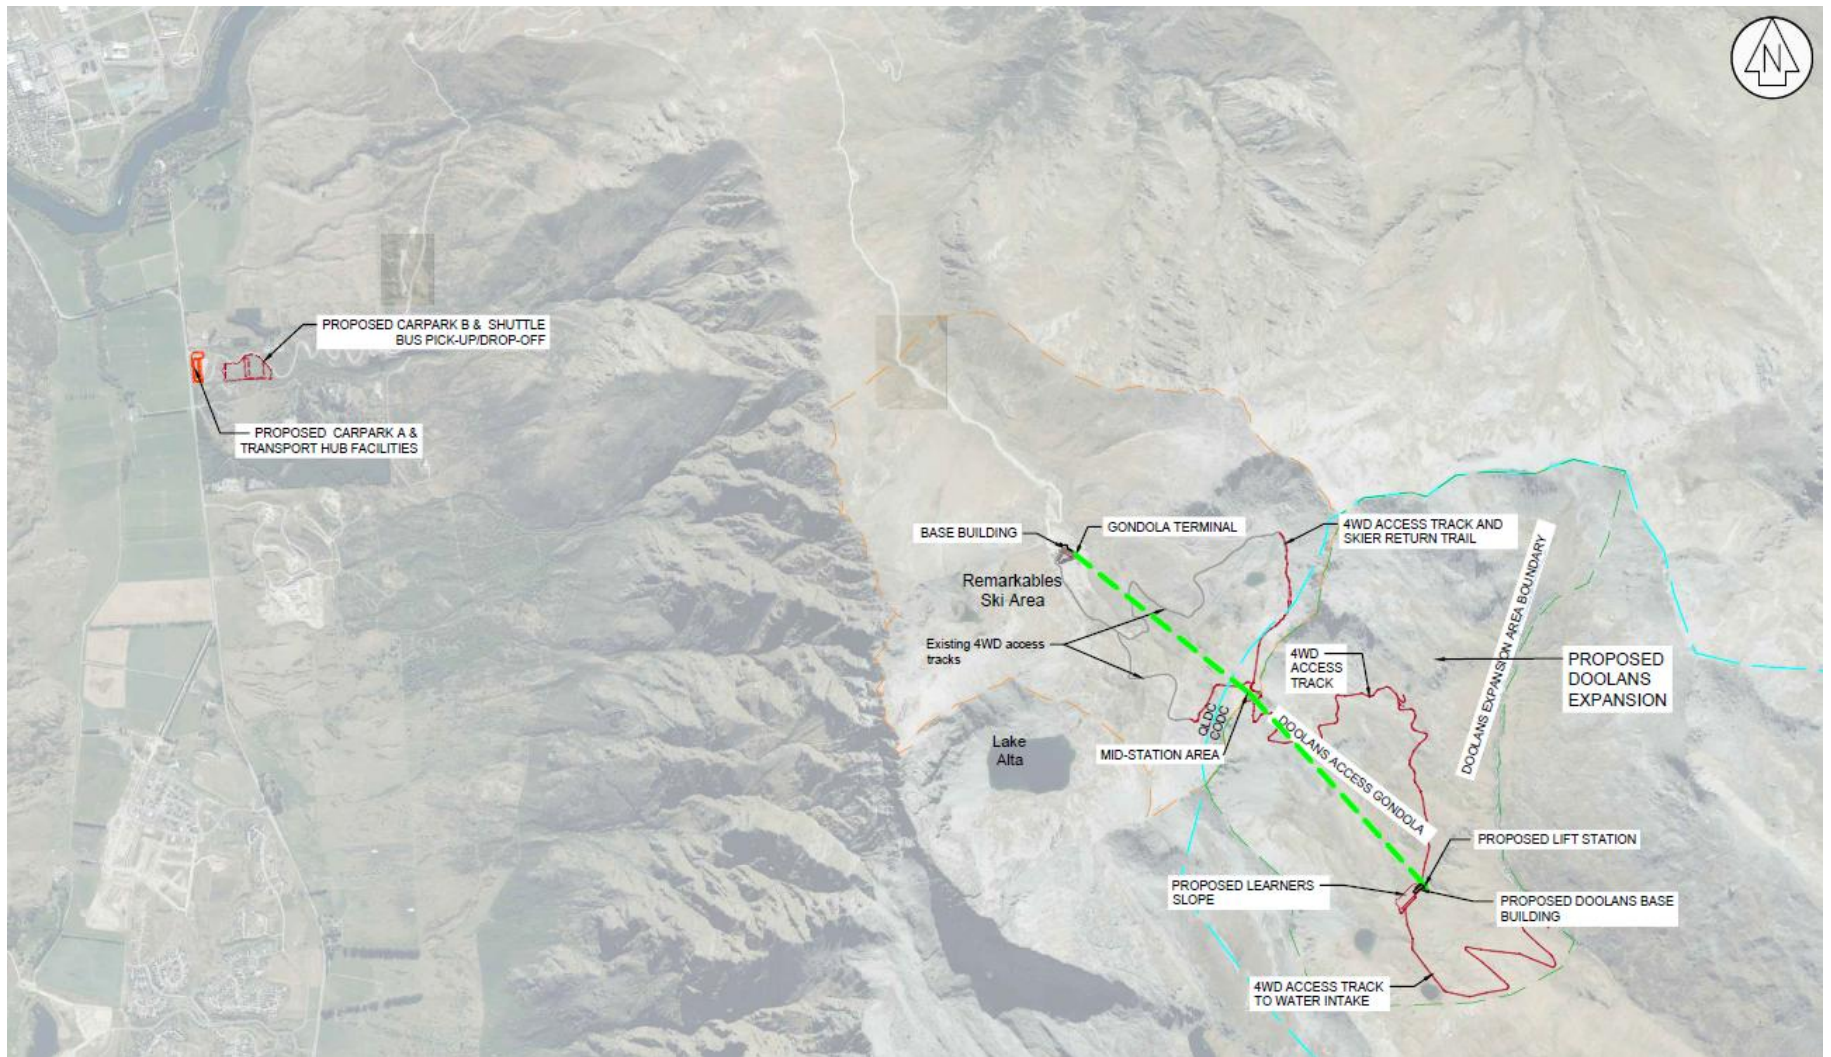 N
PROPOSED CARPARK B & SHUTTLE
BUS PICK-UP/DROP-OFF
PROPOSED CARPARK A &
TRANSPORT HUB FACILITIES
BASE BUILDING
GONDOLA TERMINAL
4WD ACCESS TRACK AND
SKIER RETURN TRAIL
Remarkables
Ski Area
Existing 4WD access
tracks
4WD
ACCESS
TRACK
DOOLANS EXPANSION AREA BOUNDARY
PROPOSED
DOOLANS
EXPANSION
QLDC
CODC
Lake
Alta
MID-STATION AREA
DOOLANS ACCESS GONDOLA
PROPOSED LIFT STATION
PROPOSED LEARNERS
SLOPE
PROPOSED DOOLANS BASE
BUILDING
4WD ACCESS TRACK
TO WATER INTAKE